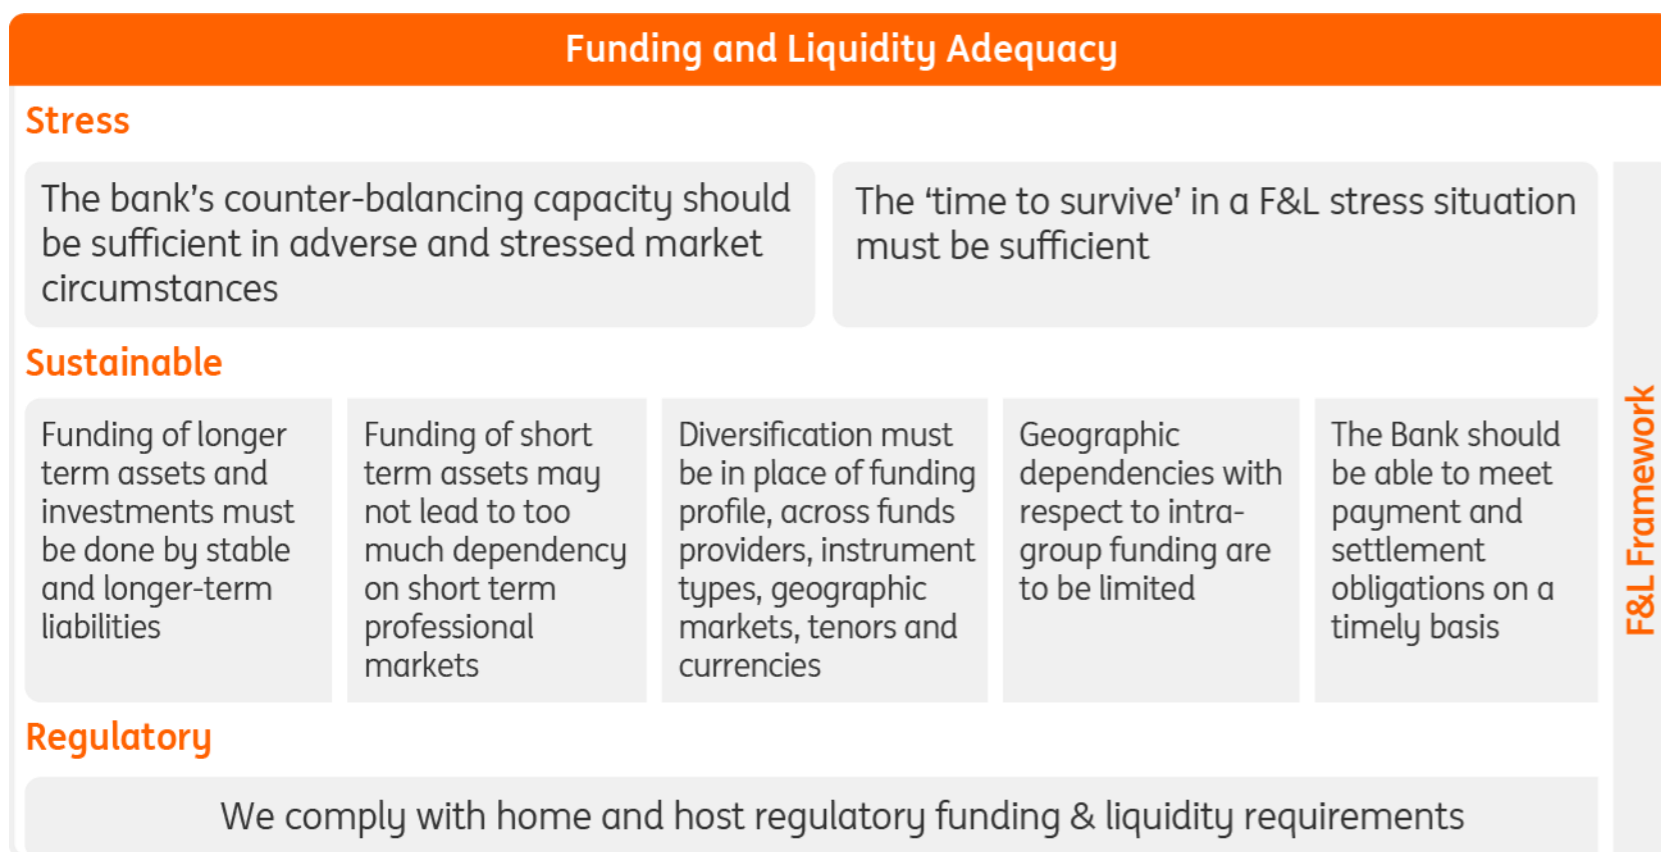 Funding and Liquidity Adequacy
Stress
The bank's counter-balancing capacity should
be sufficient in adverse and stressed market
circumstances
The ‘time to survive’ in a F&L stress situation
must be sufficient
Sustainable
Funding of longer
term assets and
investments must
be done by stable
and longer-term
liabilities
Funding of short
term assets may
not lead to too
much dependency
on short term
professional
markets
Diversification must
be in place of funding
profile, across funds
providers, instrument
types, geographic
markets, tenors and
currencies
Geographic
dependencies with
respect to intra-
group funding are
to be limited
The Bank should
be able to meet
payment and
settlement
obligations on a
timely basis
Regulatory
We comply with home and host regulatory funding & liquidity requirements
F&L Framework